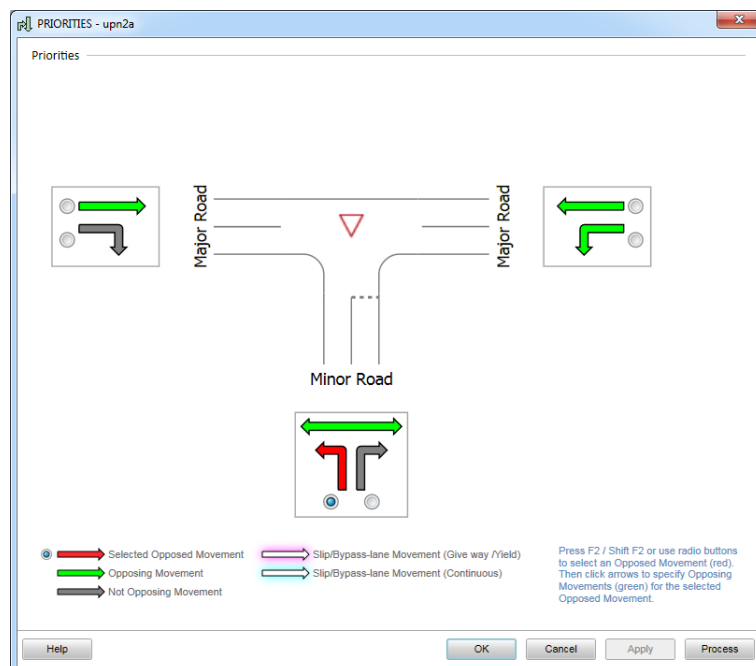 PRIORITIES - upn2a
Priorities
Major Road
Major Road
Minor Road
Selected Opposed Movement
Opposing Movement
Not Opposing Movement
Slip/Bypass-lane Movement (Give way /Yield)
Slip/Bypass-lane Movement (Continuous)
Press F2 / Shift F2 or use radio buttons
to select an Opposed Movement (red).
Then click arrows to specify Opposing
Movements (green) for the selected
Opposed Movement.
Help
OK
Cancel
Apply
Process